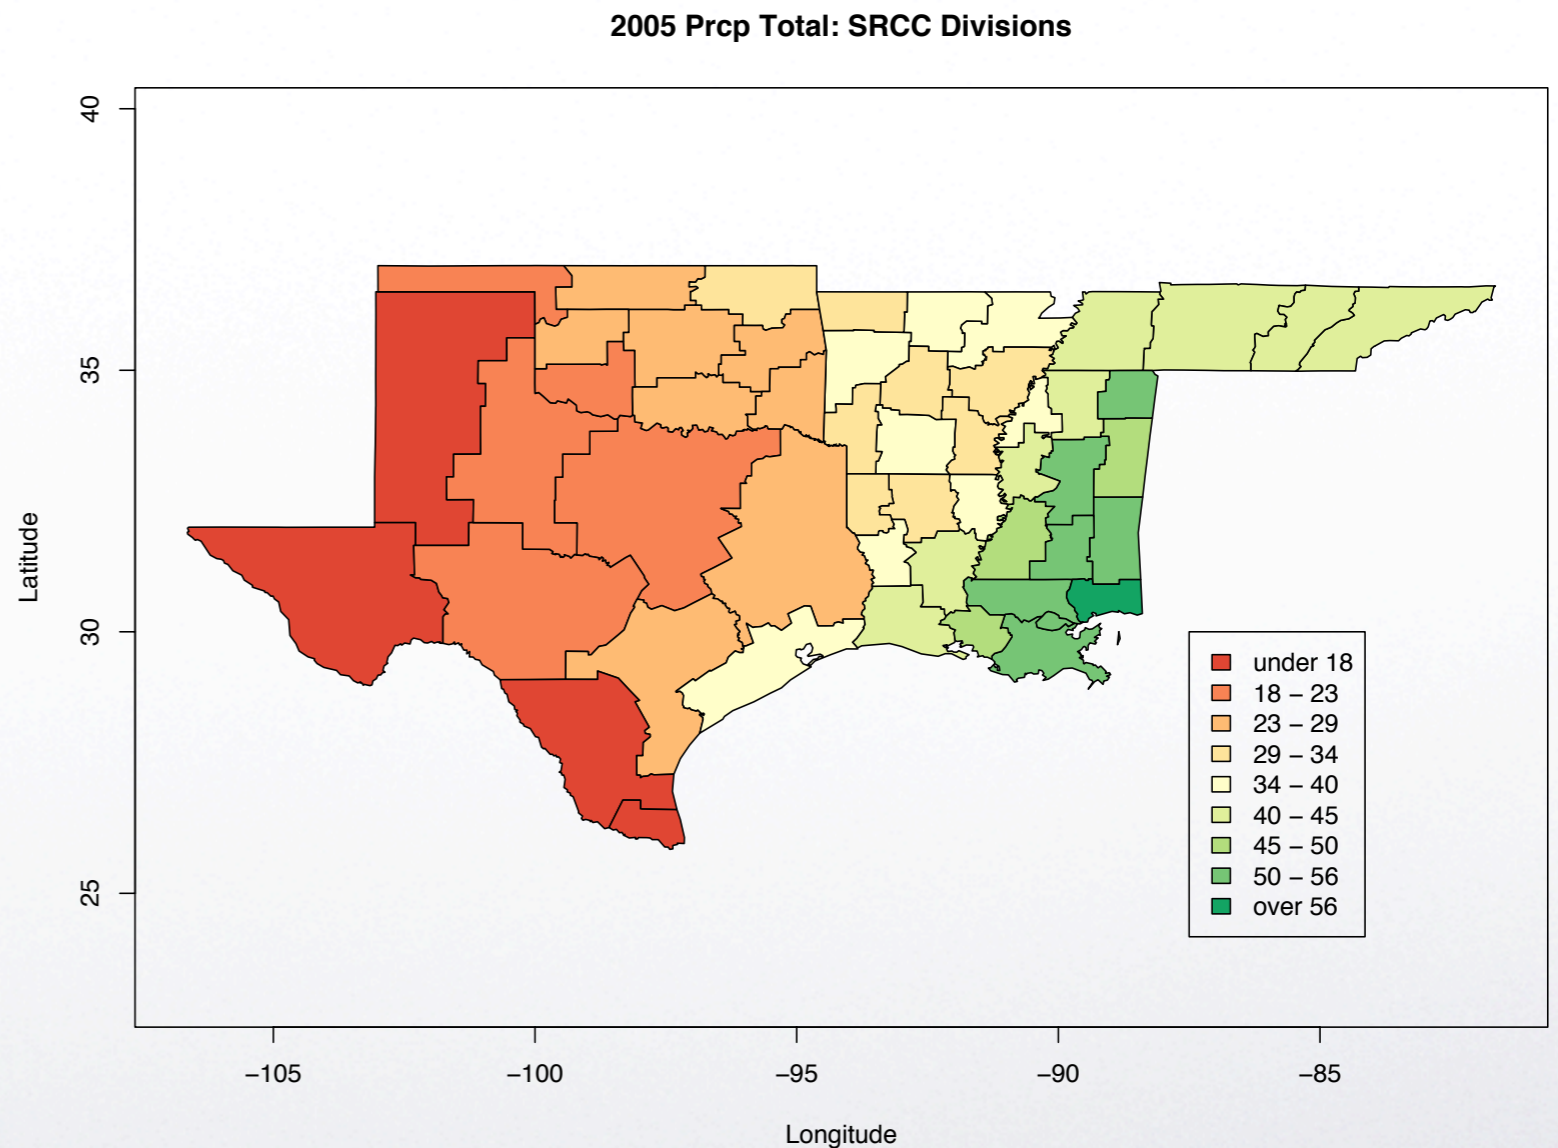 2005 Prcp Total: SRCC Divisions
40
35
30
25
Latitude
under 18
18 − 23
23 − 29
29 − 34
34 − 40
40 − 45
45 − 50
50 − 56
over 56
−105
−100
−95
−90
−85
Longitude